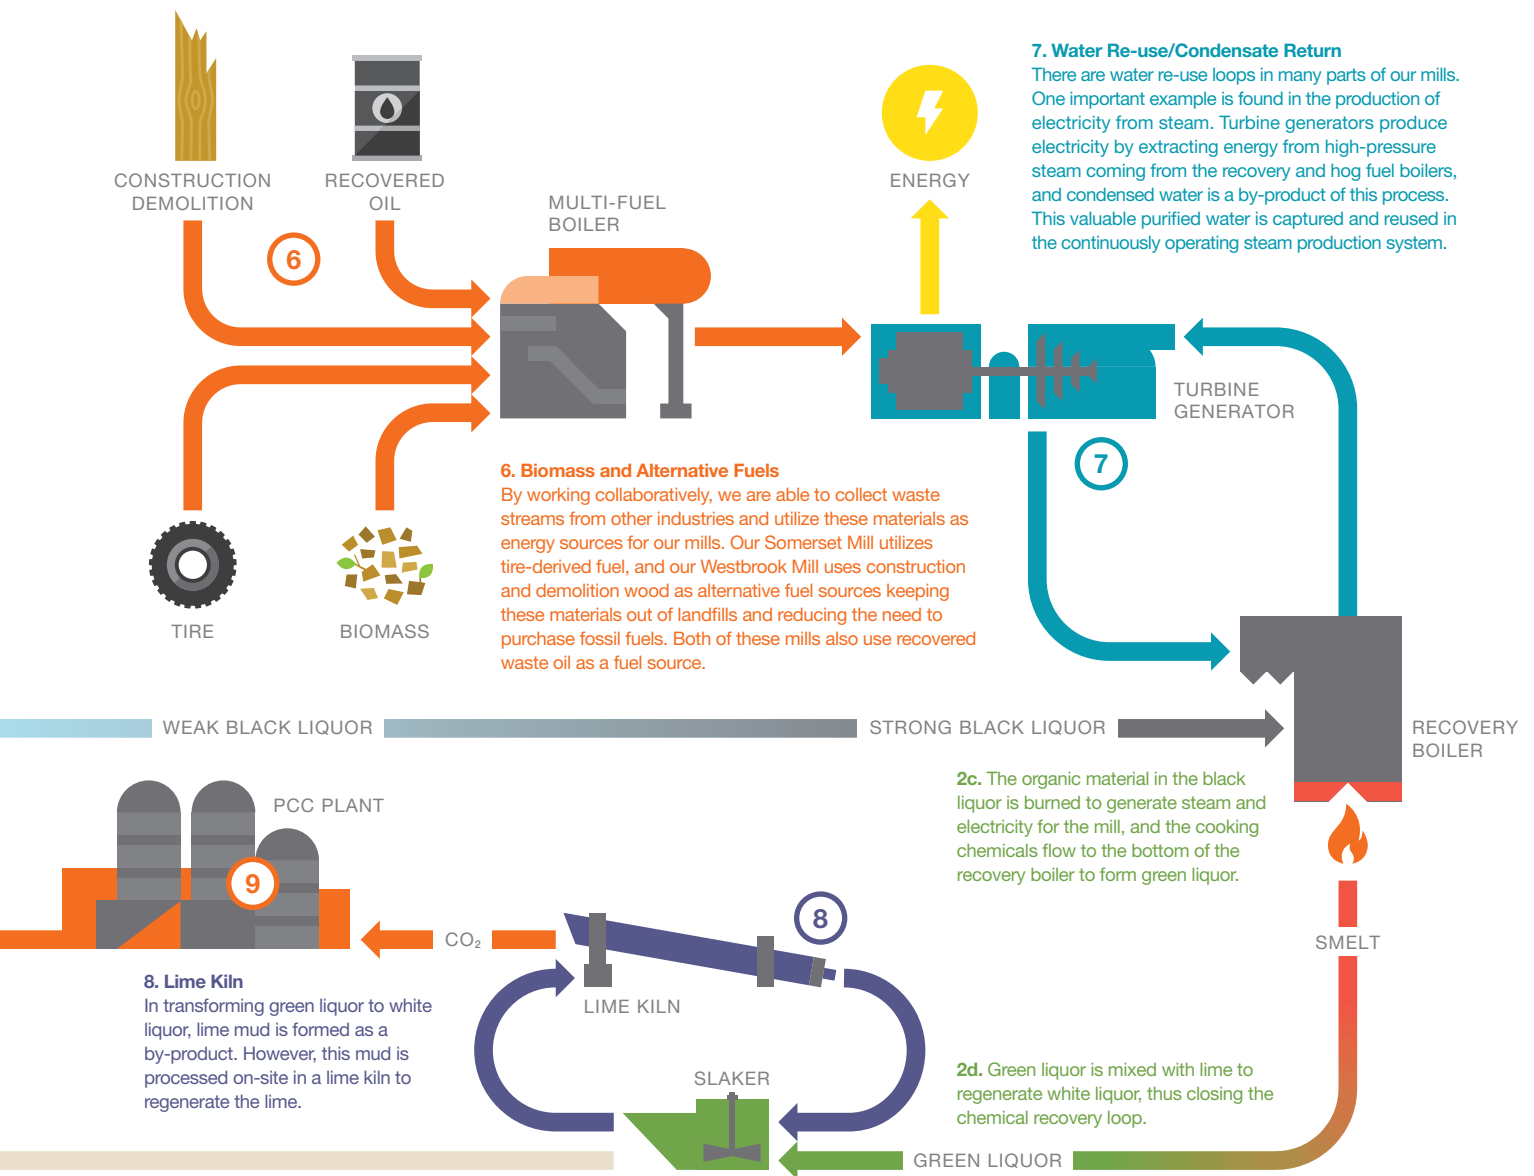 CONSTRUCTION
DEMOLITION
RECOVERED
OIL
6
MULTI-FUEL
BOILER
ENERGY
7. Water Re-use/Condensate Return
There are water re-use loops in many parts of our mills.
One important example is found in the production of
electricity from steam. Turbine generators produce
electricity by extracting energy from high-pressure
steam coming from the recovery and hog fuel boilers,
and condensed water is a by-product of this process.
This valuable purified water is captured and reused in
the continuously operating steam production system.
TURBINE
GENERATOR
7
6. Biomass and Alternative Fuels
By working collaboratively, we are able to collect waste
streams from other industries and utilize these materials as
energy sources for our mills. Our Somerset Mill utilizes
tire-derived fuel, and our Westbrook Mill uses construction
and demolition wood as alternative fuel sources keeping
these materials out of landfills and reducing the need to
purchase fossil fuels. Both of these mills also use recovered
waste oil as a fuel source.
TIRE
BIOMASS
WEAK BLACK LIQUOR
STRONG BLACK LIQUOR
RECOVERY
BOILER
2c. The organic material in the black
liquor is burned to generate steam and
electricity for the mill, and the cooking
chemicals flow to the bottom of the
recovery boiler to form green liquor.
PCC PLANT
9
CO₂
8
LIME KILN
SMELT
8. Lime Kiln
In transforming green liquor to white
liquor, lime mud is formed as a
by-product. However, this mud is
processed on-site in a lime kiln to
regenerate the lime.
SLAKER
2d. Green liquor is mixed with lime to
regenerate white liquor, thus closing the
chemical recovery loop.
GREEN LIQUOR